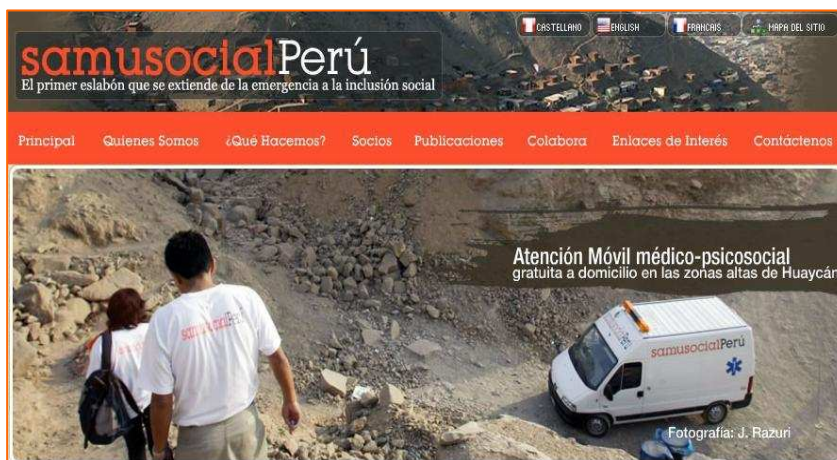 CASTELLANO ENGLISH FRANCAIS MAPA DEL SITIO
samusocialPerú
El primer eslabón que se extiende de la emergencia a la inclusión social
Principal Quienes Somos ¿Qué Hacemos? Socios Publicaciones Colabora Enlaces de Interés Contáctenos
Atención Móvil médico-psicosocial
gratuita a domicilio en las zonas altas de Huaycán
samusocialPerú
samusocialPerú
Fotografía: J. Razuri